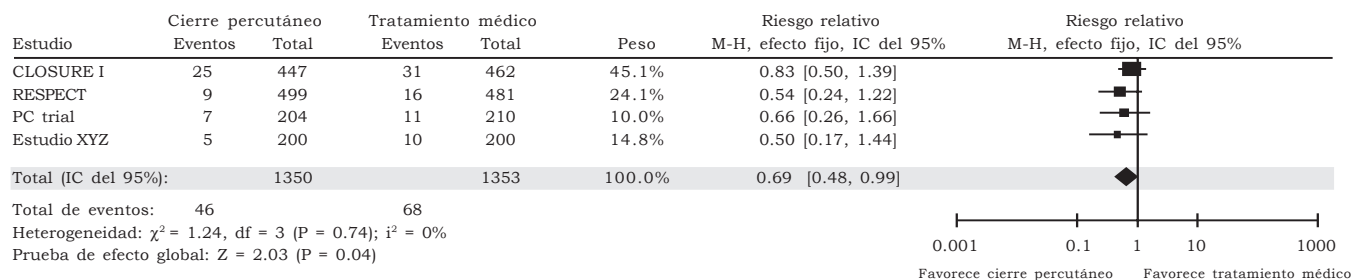 Cierre percutáneo Tratamiento médico Riesgo relativo Riesgo relativo
Estudio Eventos Total Eventos Total Peso M-H, efecto fijo, IC del 95% M-H, efecto fijo, IC del 95%
CLOSURE I 25 447 31 462 45.1% 0.83 [0.50, 1.39]
RESPECT 9 499 16 481 24.1% 0.54 [0.24, 1.22]
PC trial 7 204 11 210 10.0% 0.66 [0.26, 1.66]
Estudio XYZ 5 200 10 200 14.8% 0.50 [0.17, 1.44]
Total (IC del 95%): 1350 1353 100.0% 0.69 [0.48, 0.99]
Total de eventos: 46 68
Heterogeneidad: χ² = 1.24, df = 3 (P = 0.74); i² = 0%
Prueba de efecto global: Z = 2.03 (P = 0.04)
0.001 0.1 1 10 1000
Favorece cierre percutáneo Favorece tratamiento médico